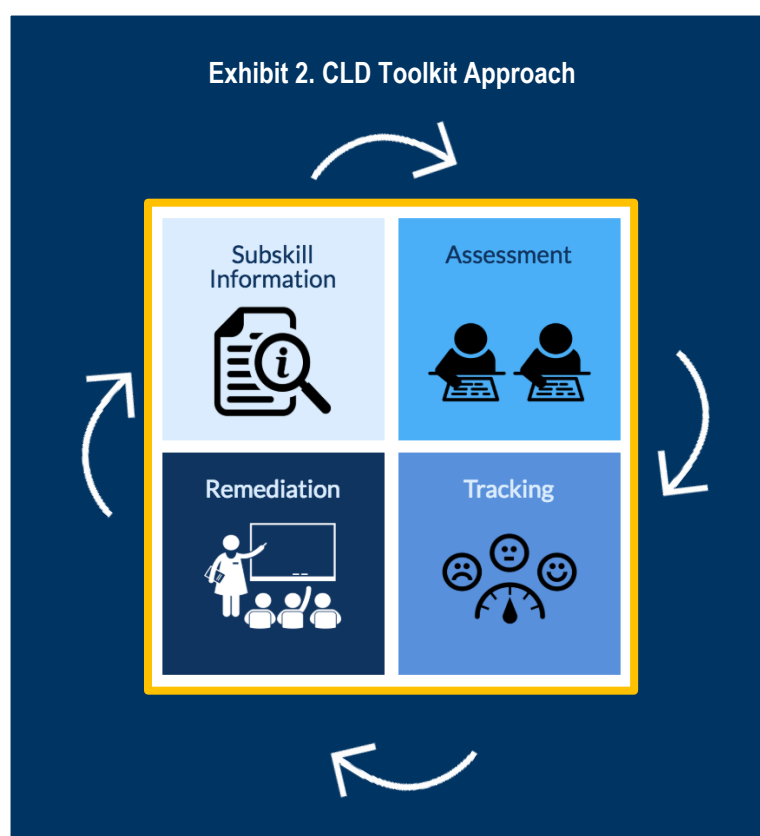 Exhibit 2. CLD Toolkit Approach
Subskill
Information
Assessment
i
Remediation
Tracking